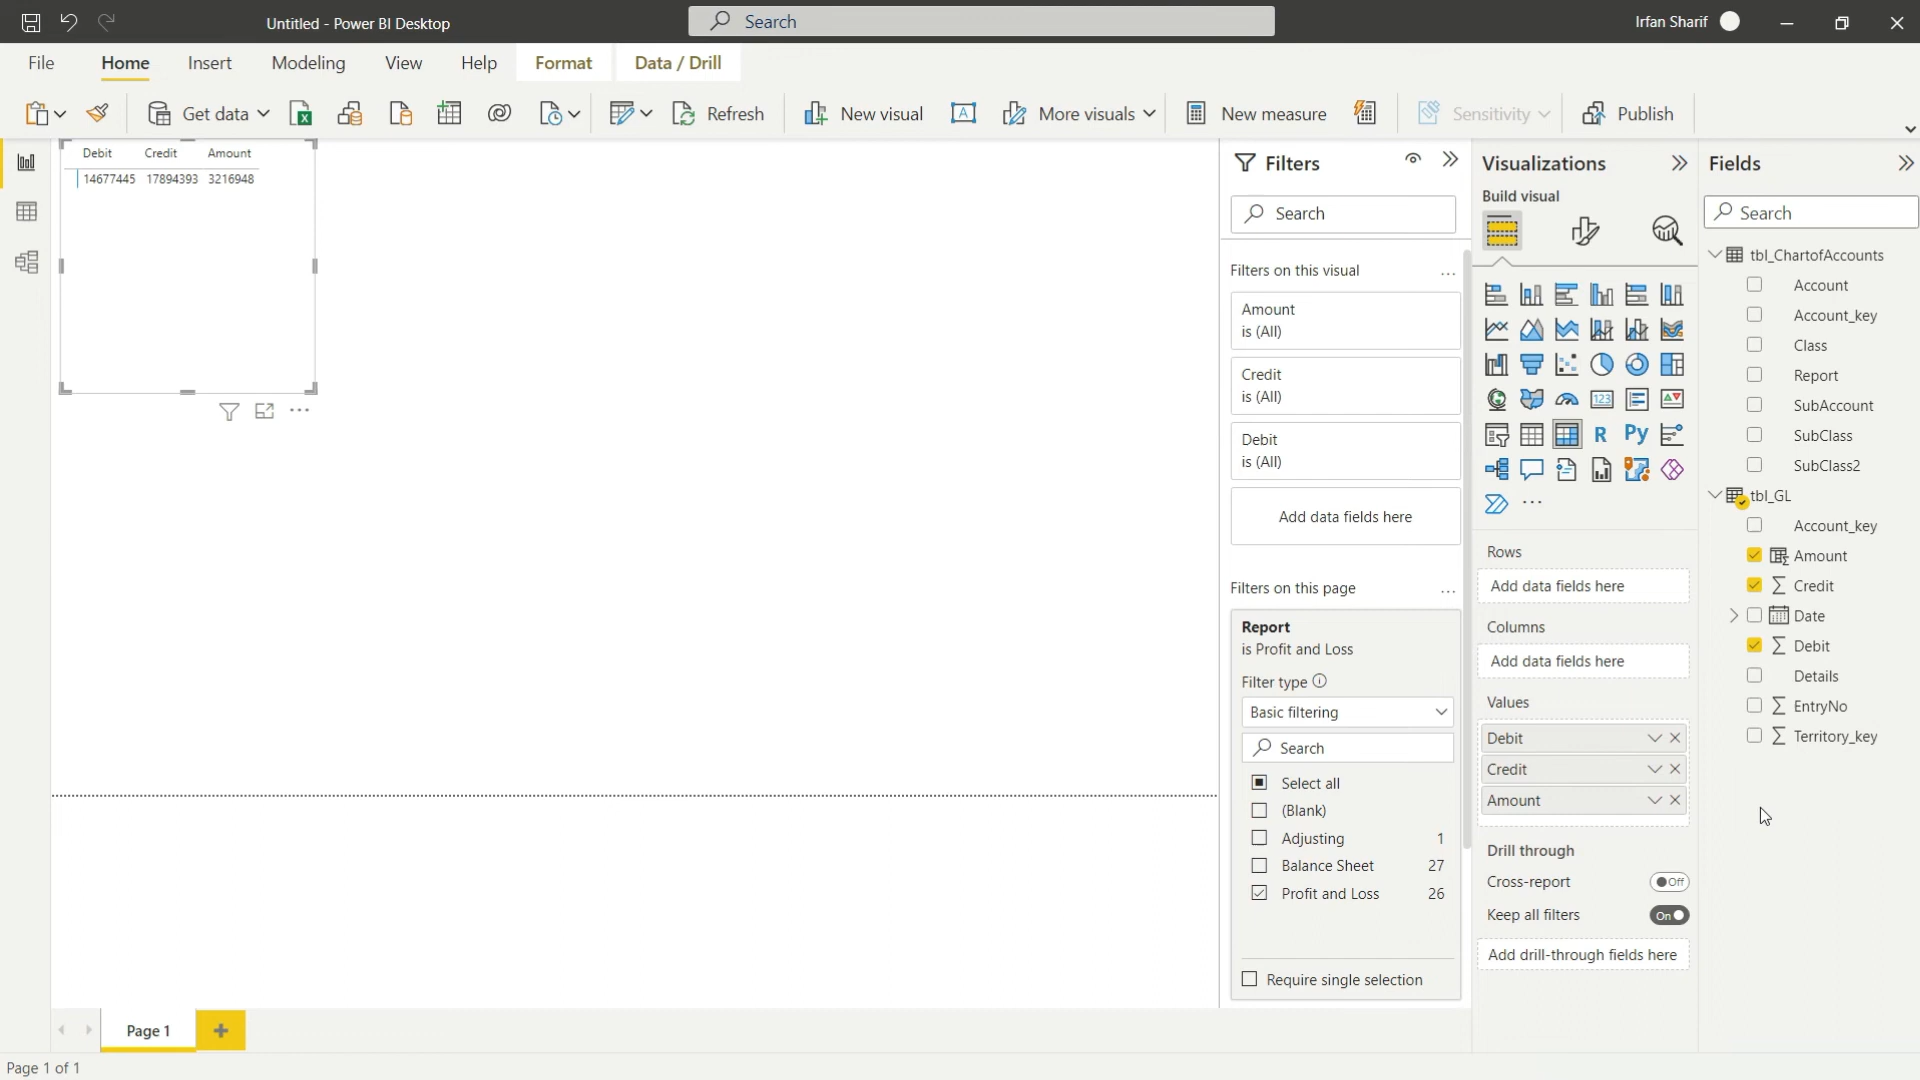 Untitled - Power BI Desktop
Search
Irfan Sharif
File Home Insert Modeling View Help Format Data / Drill
Get data Refresh New visual More visuals New measure Sensitivity Publish
Debit Credit Amount
14677445 17894393 3216948
Filters
Search
Filters on this visual
Amount
is (All)
Credit
is (All)
Debit
is (All)
Add data fields here
Filters on this page
Report
is Profit and Loss
Filter type
Basic filtering
Search
Select all
(Blank)
Adjusting 1
Balance Sheet 27
Profit and Loss 26
Require single selection
Visualizations
Build visual
123
R
Py
Rows
Add data fields here
Columns
Add data fields here
Values
Debit
Credit
Amount
Drill through
Cross-report Off
Keep all filters On
Add drill-through fields here
Fields
Search
tbl_ChartofAccounts
Account
Account_key
Class
Report
SubAccount
SubClass
SubClass2
tbl_GL
Account_key
Amount
Credit
Date
Debit
Details
EntryNo
Territory_key
Page 1
Page 1 of 1